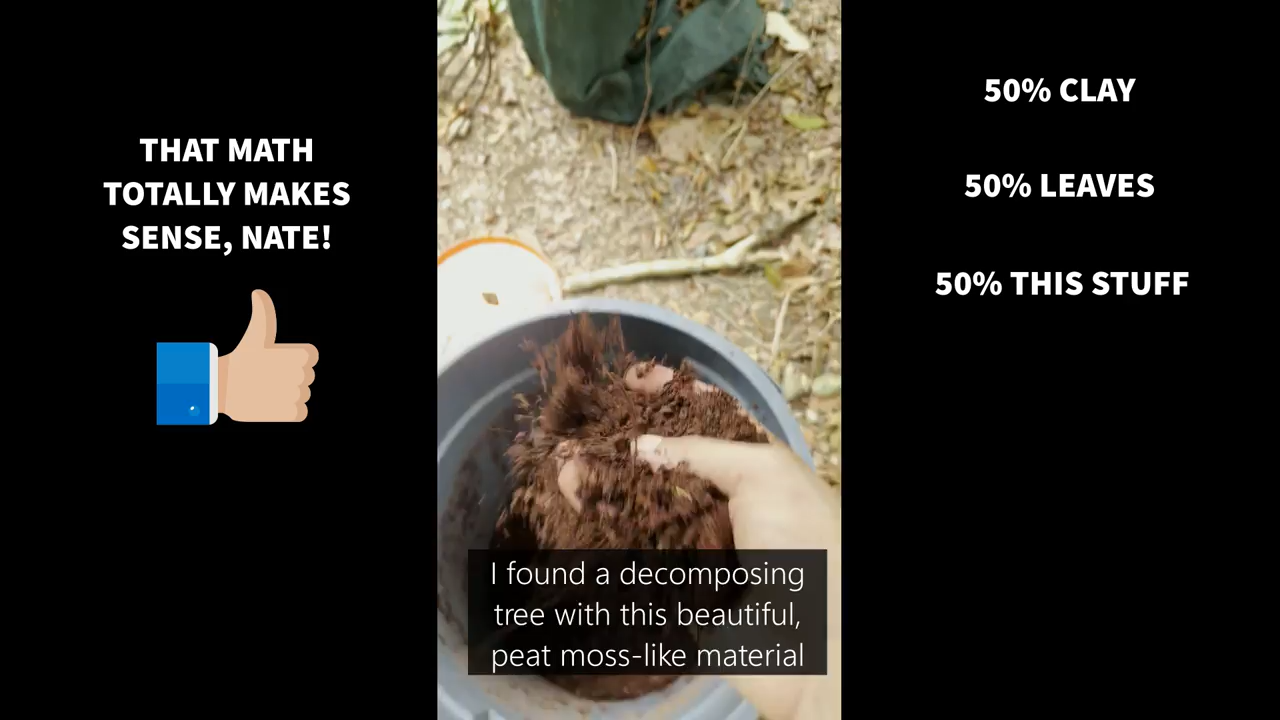 THAT MATH
TOTALLY MAKES
SENSE, NATE!
50% CLAY
50% LEAVES
50% THIS STUFF
I found a decomposing
tree with this beautiful,
peat moss-like material